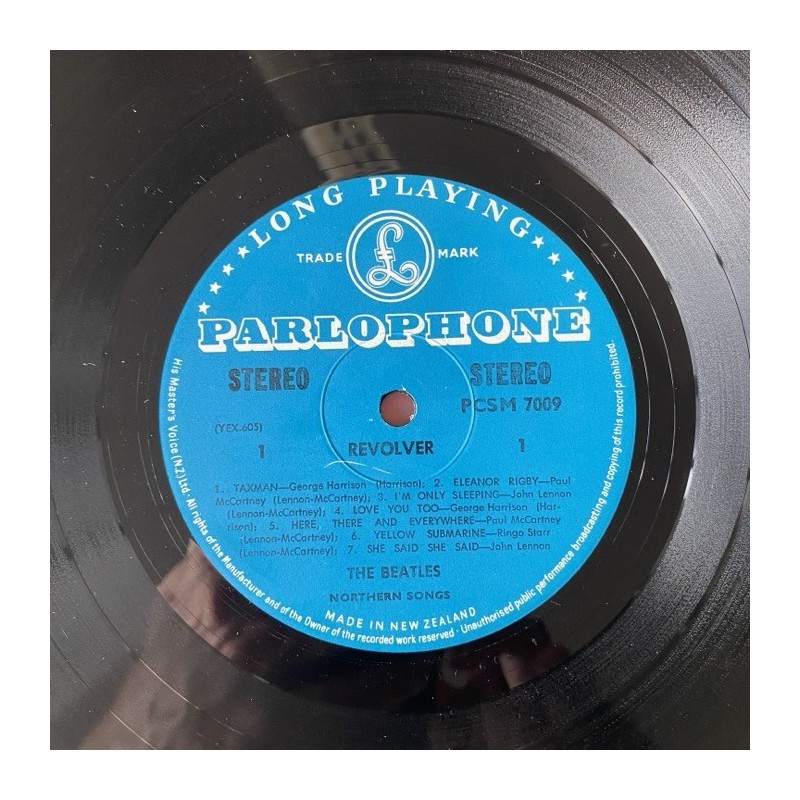 LONG PLAYING
TRADE £ MARK
PARLOPHONE
STEREO STEREO
PCSM 7009
(YEX.605)
1 REVOLVER 1
1. TAXMAN—George Harrison (Harrison); 2. ELEANOR RIGBY—Paul
McCartney (Lennon-McCartney); 3. I'M ONLY SLEEPING—John Lennon
(Lennon-McCartney); 4. LOVE YOU TOO—George Harrison (Har-
rison); 5. HERE, THERE AND EVERYWHERE—Paul McCartney
(Lennon-McCartney); 6. YELLOW SUBMARINE—Ringo Starr
(Lennon-McCartney); 7. SHE SAID SHE SAID—John Lennon
THE BEATLES
NORTHERN SONGS
MADE IN NEW ZEALAND
His Master's Voice (N.Z.) Ltd: All rights of the Manufacturer and of the Owner of the recorded work reserved · Unauthorised public performance broadcasting and copying of this record prohibited.